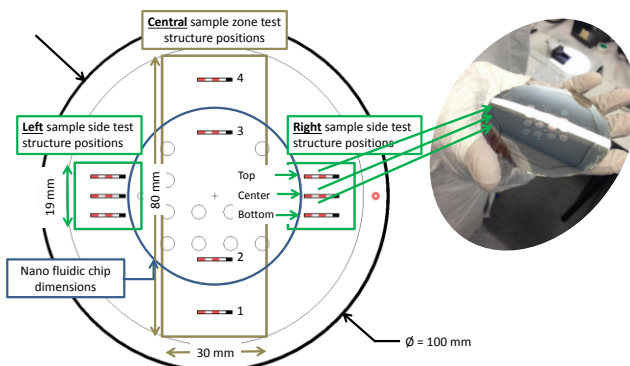 Central sample zone test
structure positions
4
3
Left sample side test
structure positions
Right sample side test
structure positions
Top
Center
Bottom
19 mm
80 mm
Nano fluidic chip
dimensions
2
1
30 mm
Ø = 100 mm